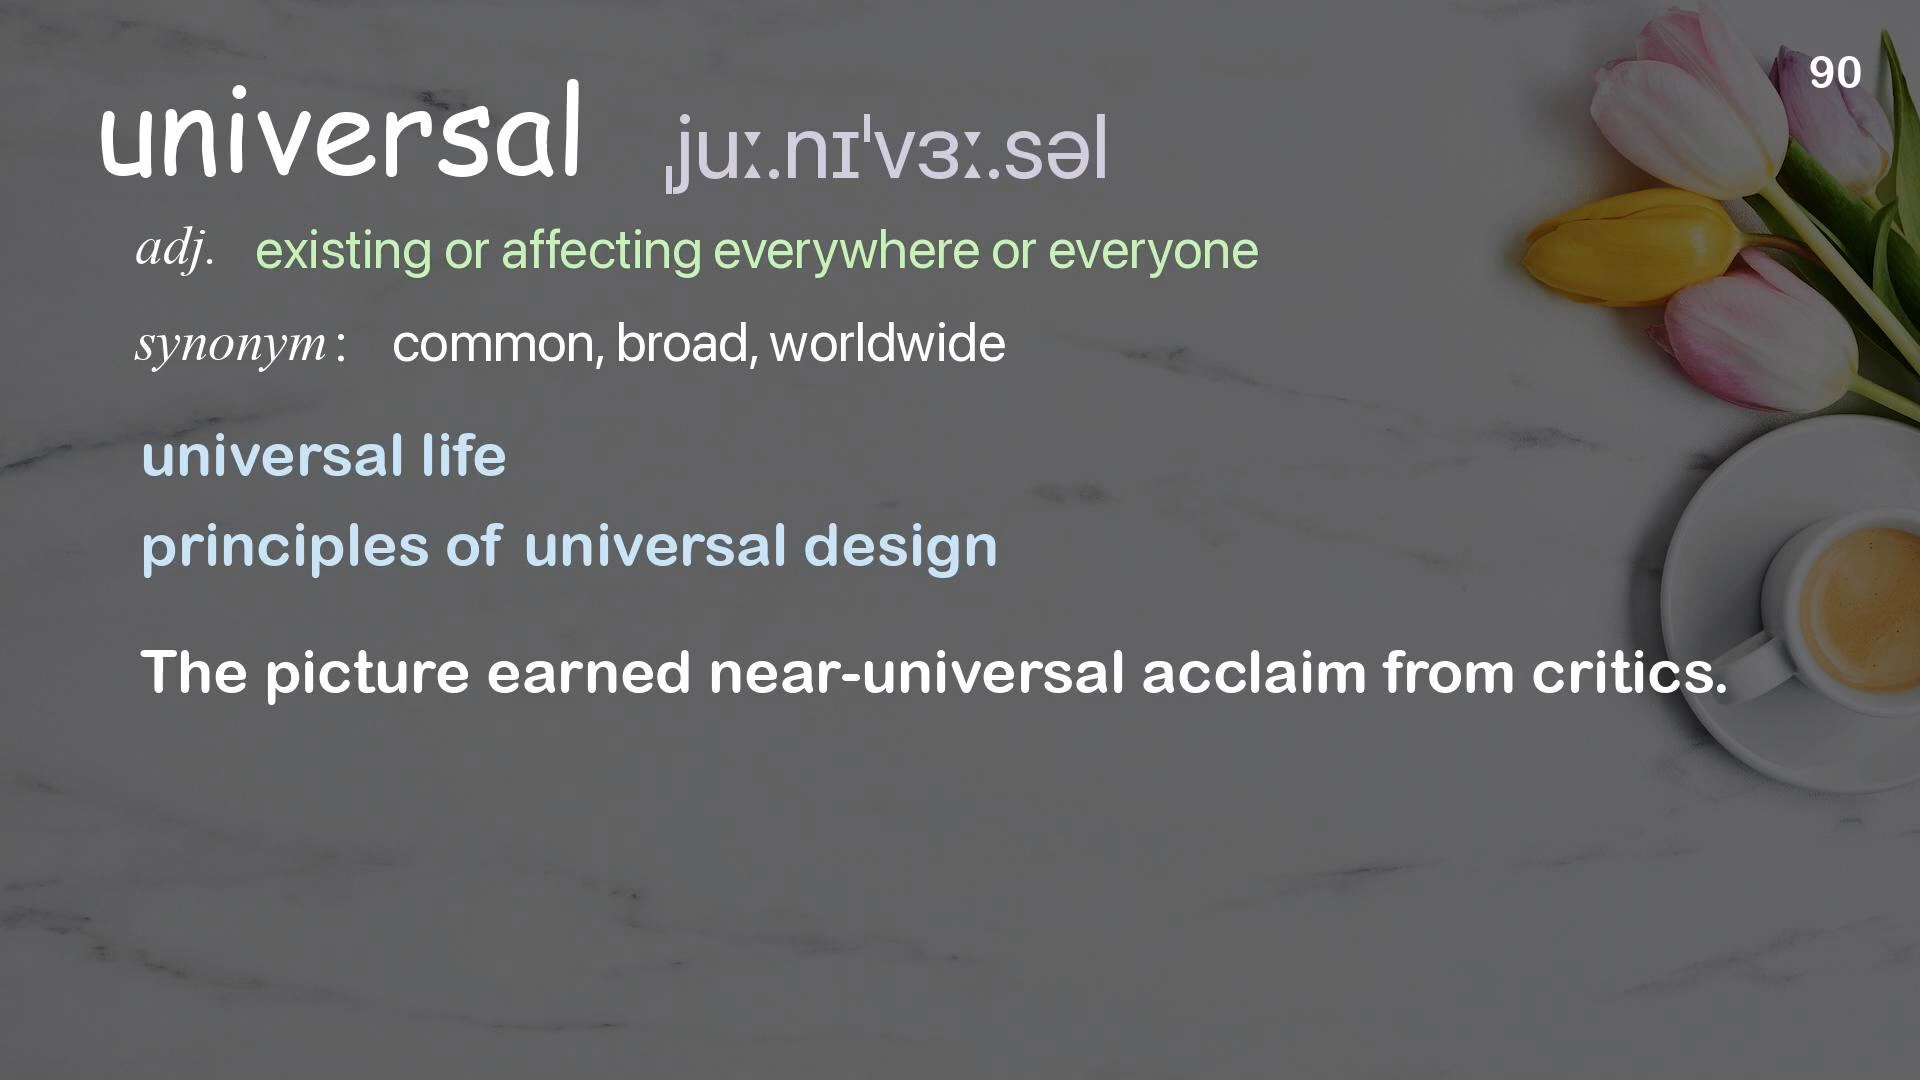 90
universal ˌjuː.nɪˈvɜː.səl
adj. existing or affecting everywhere or everyone
synonym : common, broad, worldwide
universal life
principles of universal design
The picture earned near-universal acclaim from critics.